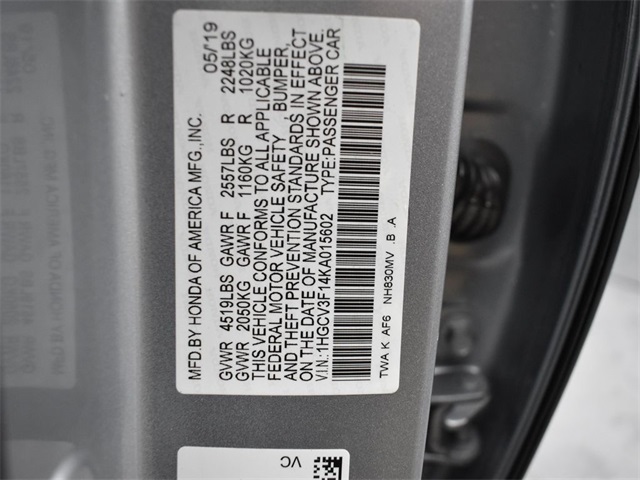 MFD.BY HONDA OF AMERICA MFG.,INC. 05/'19
GVWR 4519LBS GAWR F 2557LBS R 2248LBS
GVWR 2050KG GAWR F 1160KG R 1020KG
THIS VEHICLE CONFORMS TO ALL APPLICABLE
FEDERAL MOTOR VEHICLE SAFETY , BUMPER,
AND THEFT PREVENTION STANDARDS IN EFFECT
ON THE DATE OF MANUFACTURE SHOWN ABOVE.
V.I.N.:1HGCV3F14KA015602 TYPE:PASSENGER CAR
TWA K AF6 NH830MV .B .A
VC